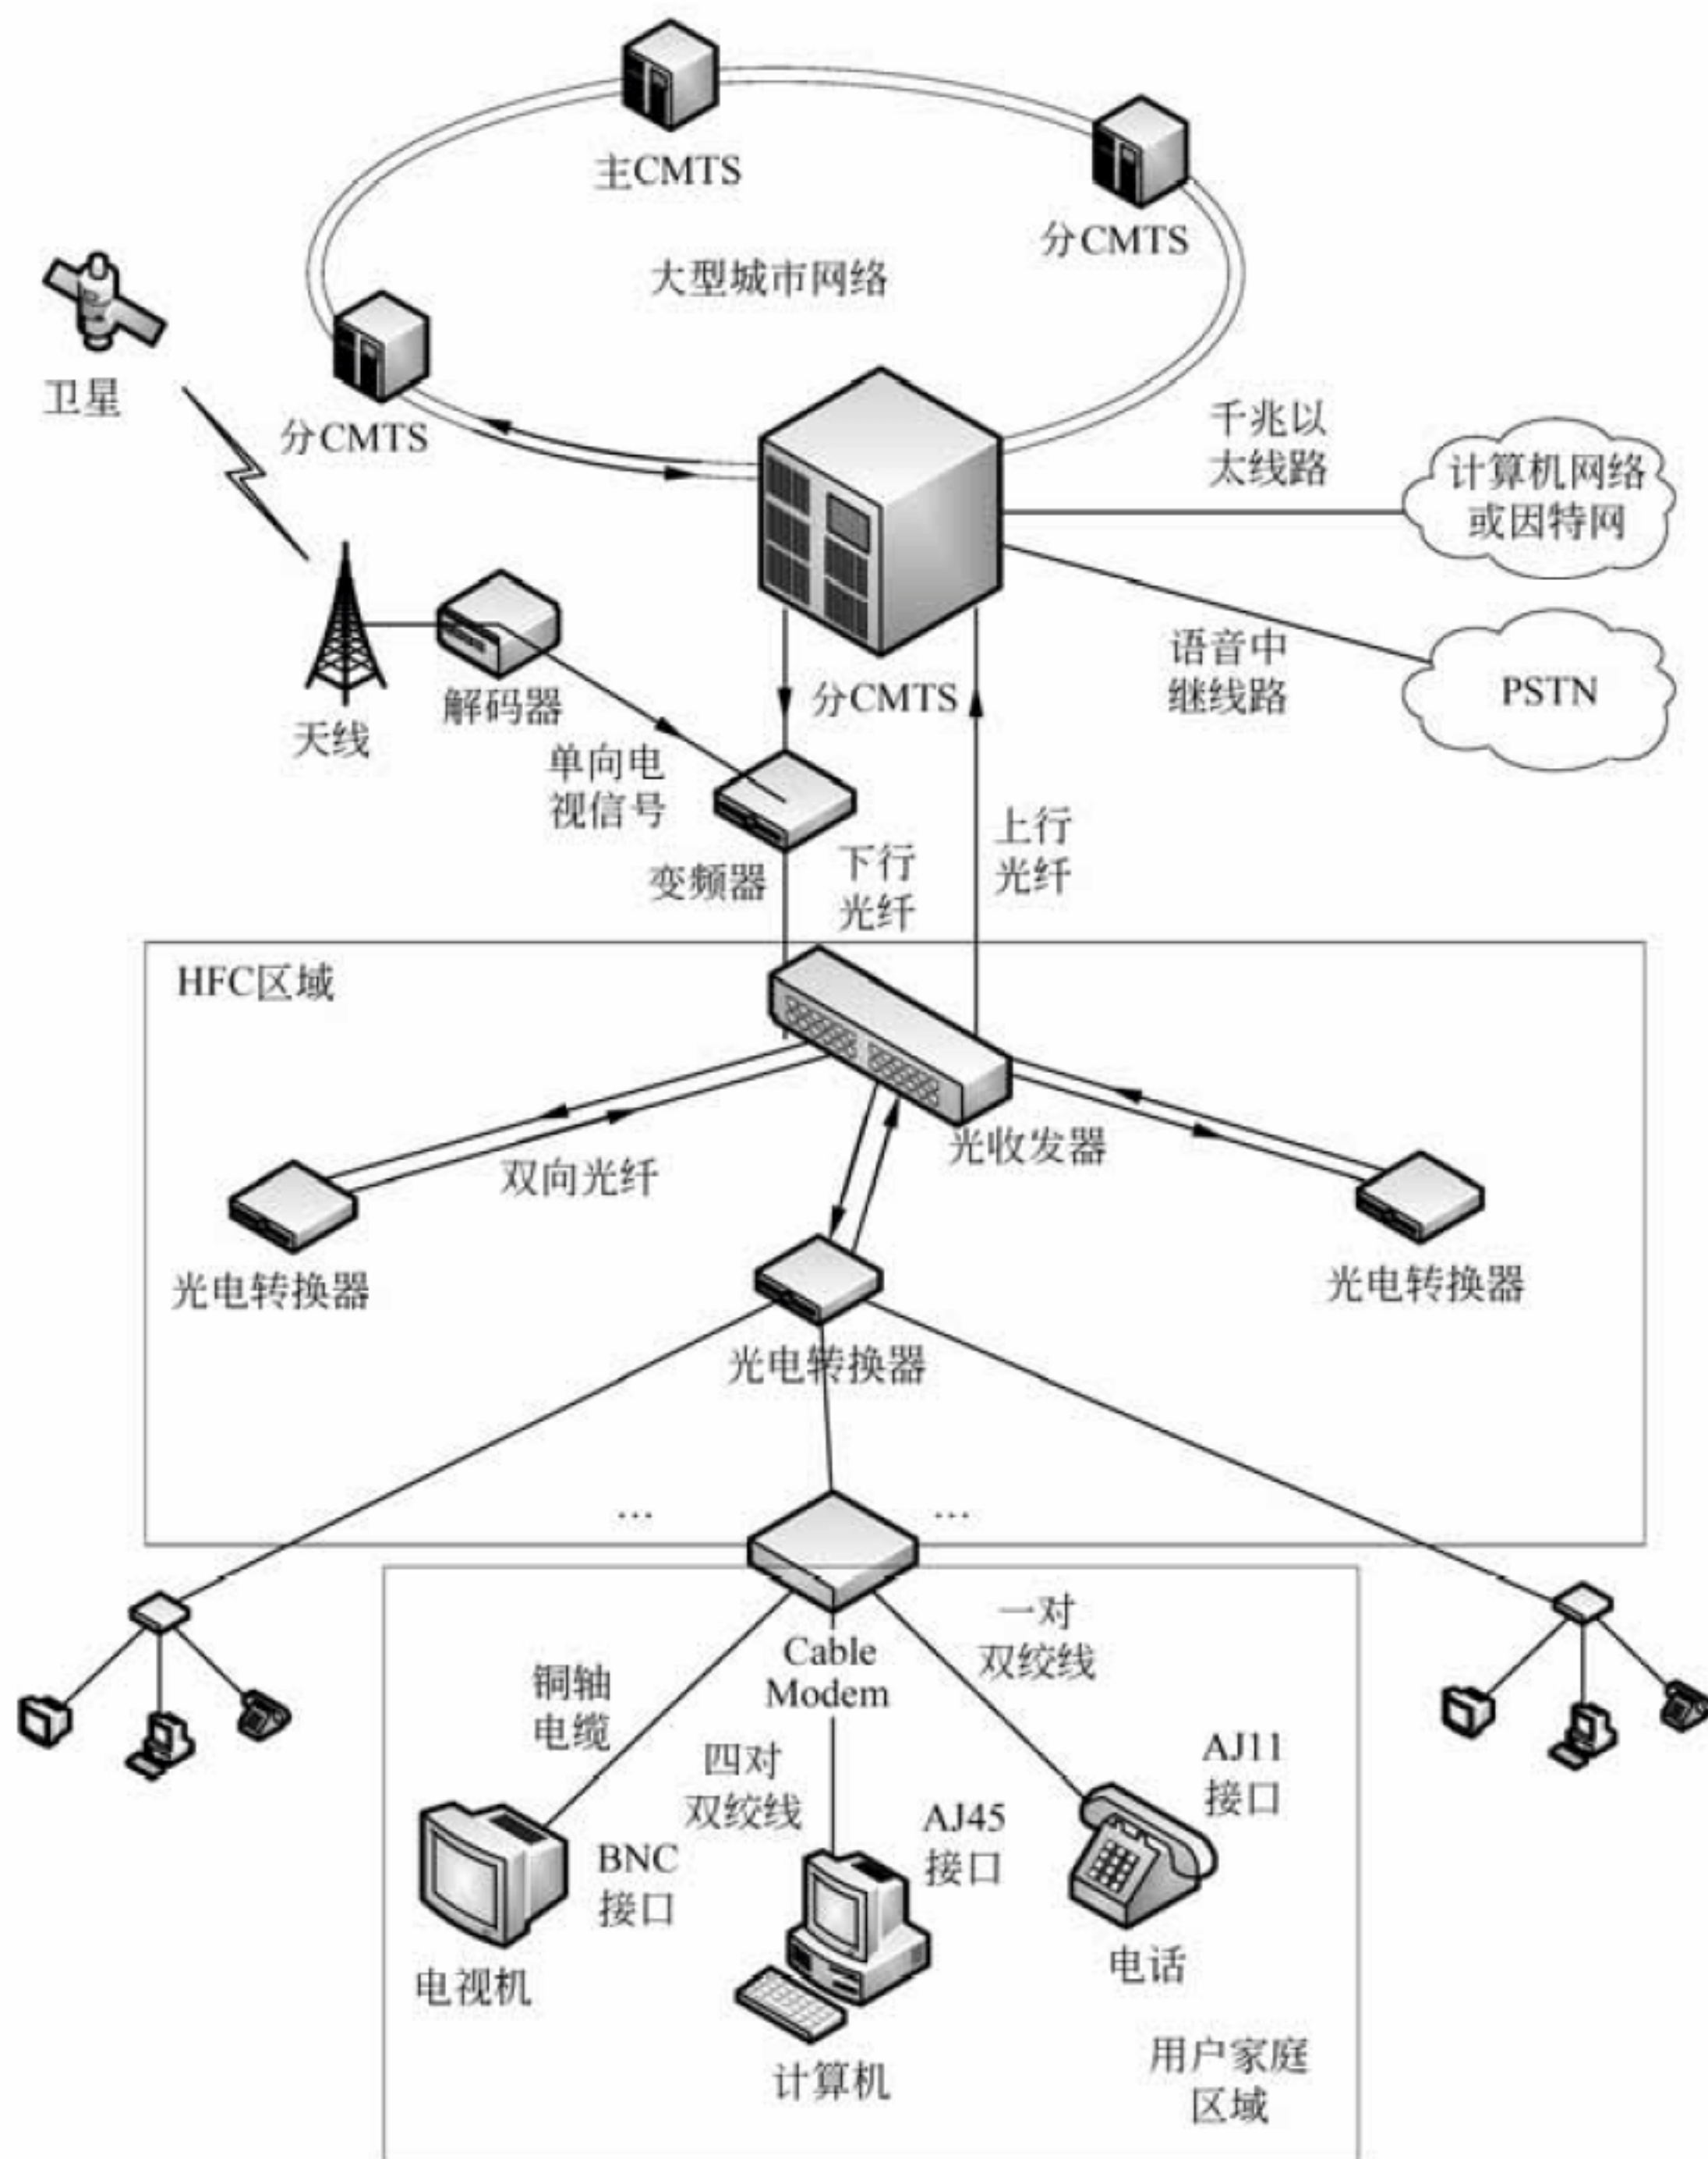 主CMTS
分CMTS
大型城市网络
卫星
分CMTS
千兆以
太线路
计算机网络
或因特网
语音中
继线路
PSTN
分CMTS
解码器
天线
单向电
视信号
变频器
下行
光纤
上行
光纤
HFC区域
光收发器
双向光纤
光电转换器
光电转换器
光电转换器
…
…
一对
双绞线
Cable
Modem
铜轴
电缆
四对
双绞线
AJ11
接口
AJ45
接口
BNC
接口
电视机
电话
计算机
用户家庭
区域